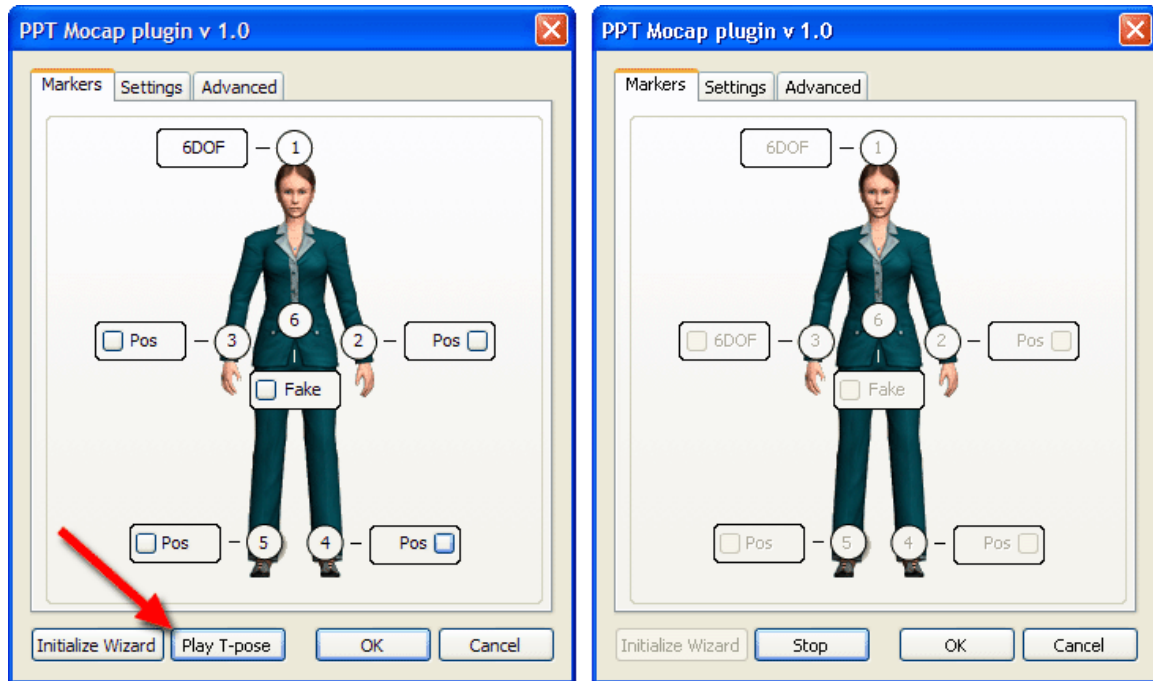 PPT Mocap plugin v 1.0
Markers Settings Advanced
6DOF 1
Pos 3 6 2 Pos
Fake
Pos 5 4 Pos
Initialize Wizard Play T-pose OK Cancel
PPT Mocap plugin v 1.0
Markers Settings Advanced
6DOF 1
6DOF 3 6 2 Pos
Fake
Pos 5 4 Pos
Initialize Wizard Stop OK Cancel